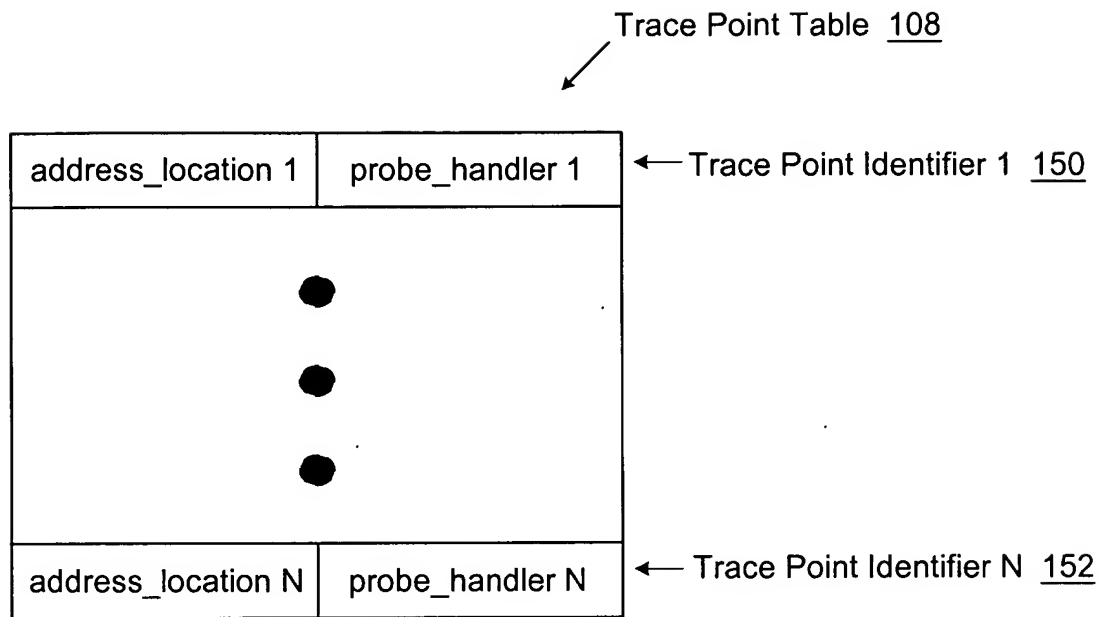 Trace Point Table 108
address_location 1 probe_handler 1 Trace Point Identifier 1 150
address_location N probe_handler N Trace Point Identifier N 152